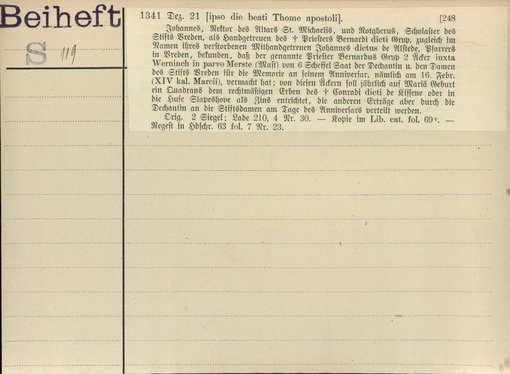 Beiheft
S 119
1341 Dez. 21 [ipso die beati Thome apostoli]. [248
Johannes, Rektor des Altars St. Michaelis, und Rotgherus, Scholaster des
Stifts Vreden, als Handgetreuen des † Priesters Bernardi dicti Grup, zugleich im
Namen ihres verstorbenen Mithandgetreuen Johannes dictus de Alstede, Pfarrers
in Vreden, bekunden, daß der genannte Priester Bernardus Grup 2 Äcker iuxta
Werninch in parvo Merste (Mast) von 6 Scheffel Saat der Dechantin u. den Damen
des Stifts Vreden für die Memorie an seinem Anniversar, nämlich am 16. Febr.
(XIV kal. Marcii), vermacht hat; von diesen Äckern soll jährlich auf Mariä Geburt
ein Quadrans dem rechtmäßigen Erben des † Conradi dicti de Kiffene oder in
die Hufe Slapeshove als Zins entrichtet, die anderen Erträge aber durch die
Dechantin an die Stiftsdamen am Tage des Anniversars verteilt werden.
Orig. 2 Siegel; Lade 210, 4 Nr. 30. — Kopie im Lib. cat. fol. 69v. —
Regest in Hdschr. 63 fol. 7 Nr. 23.